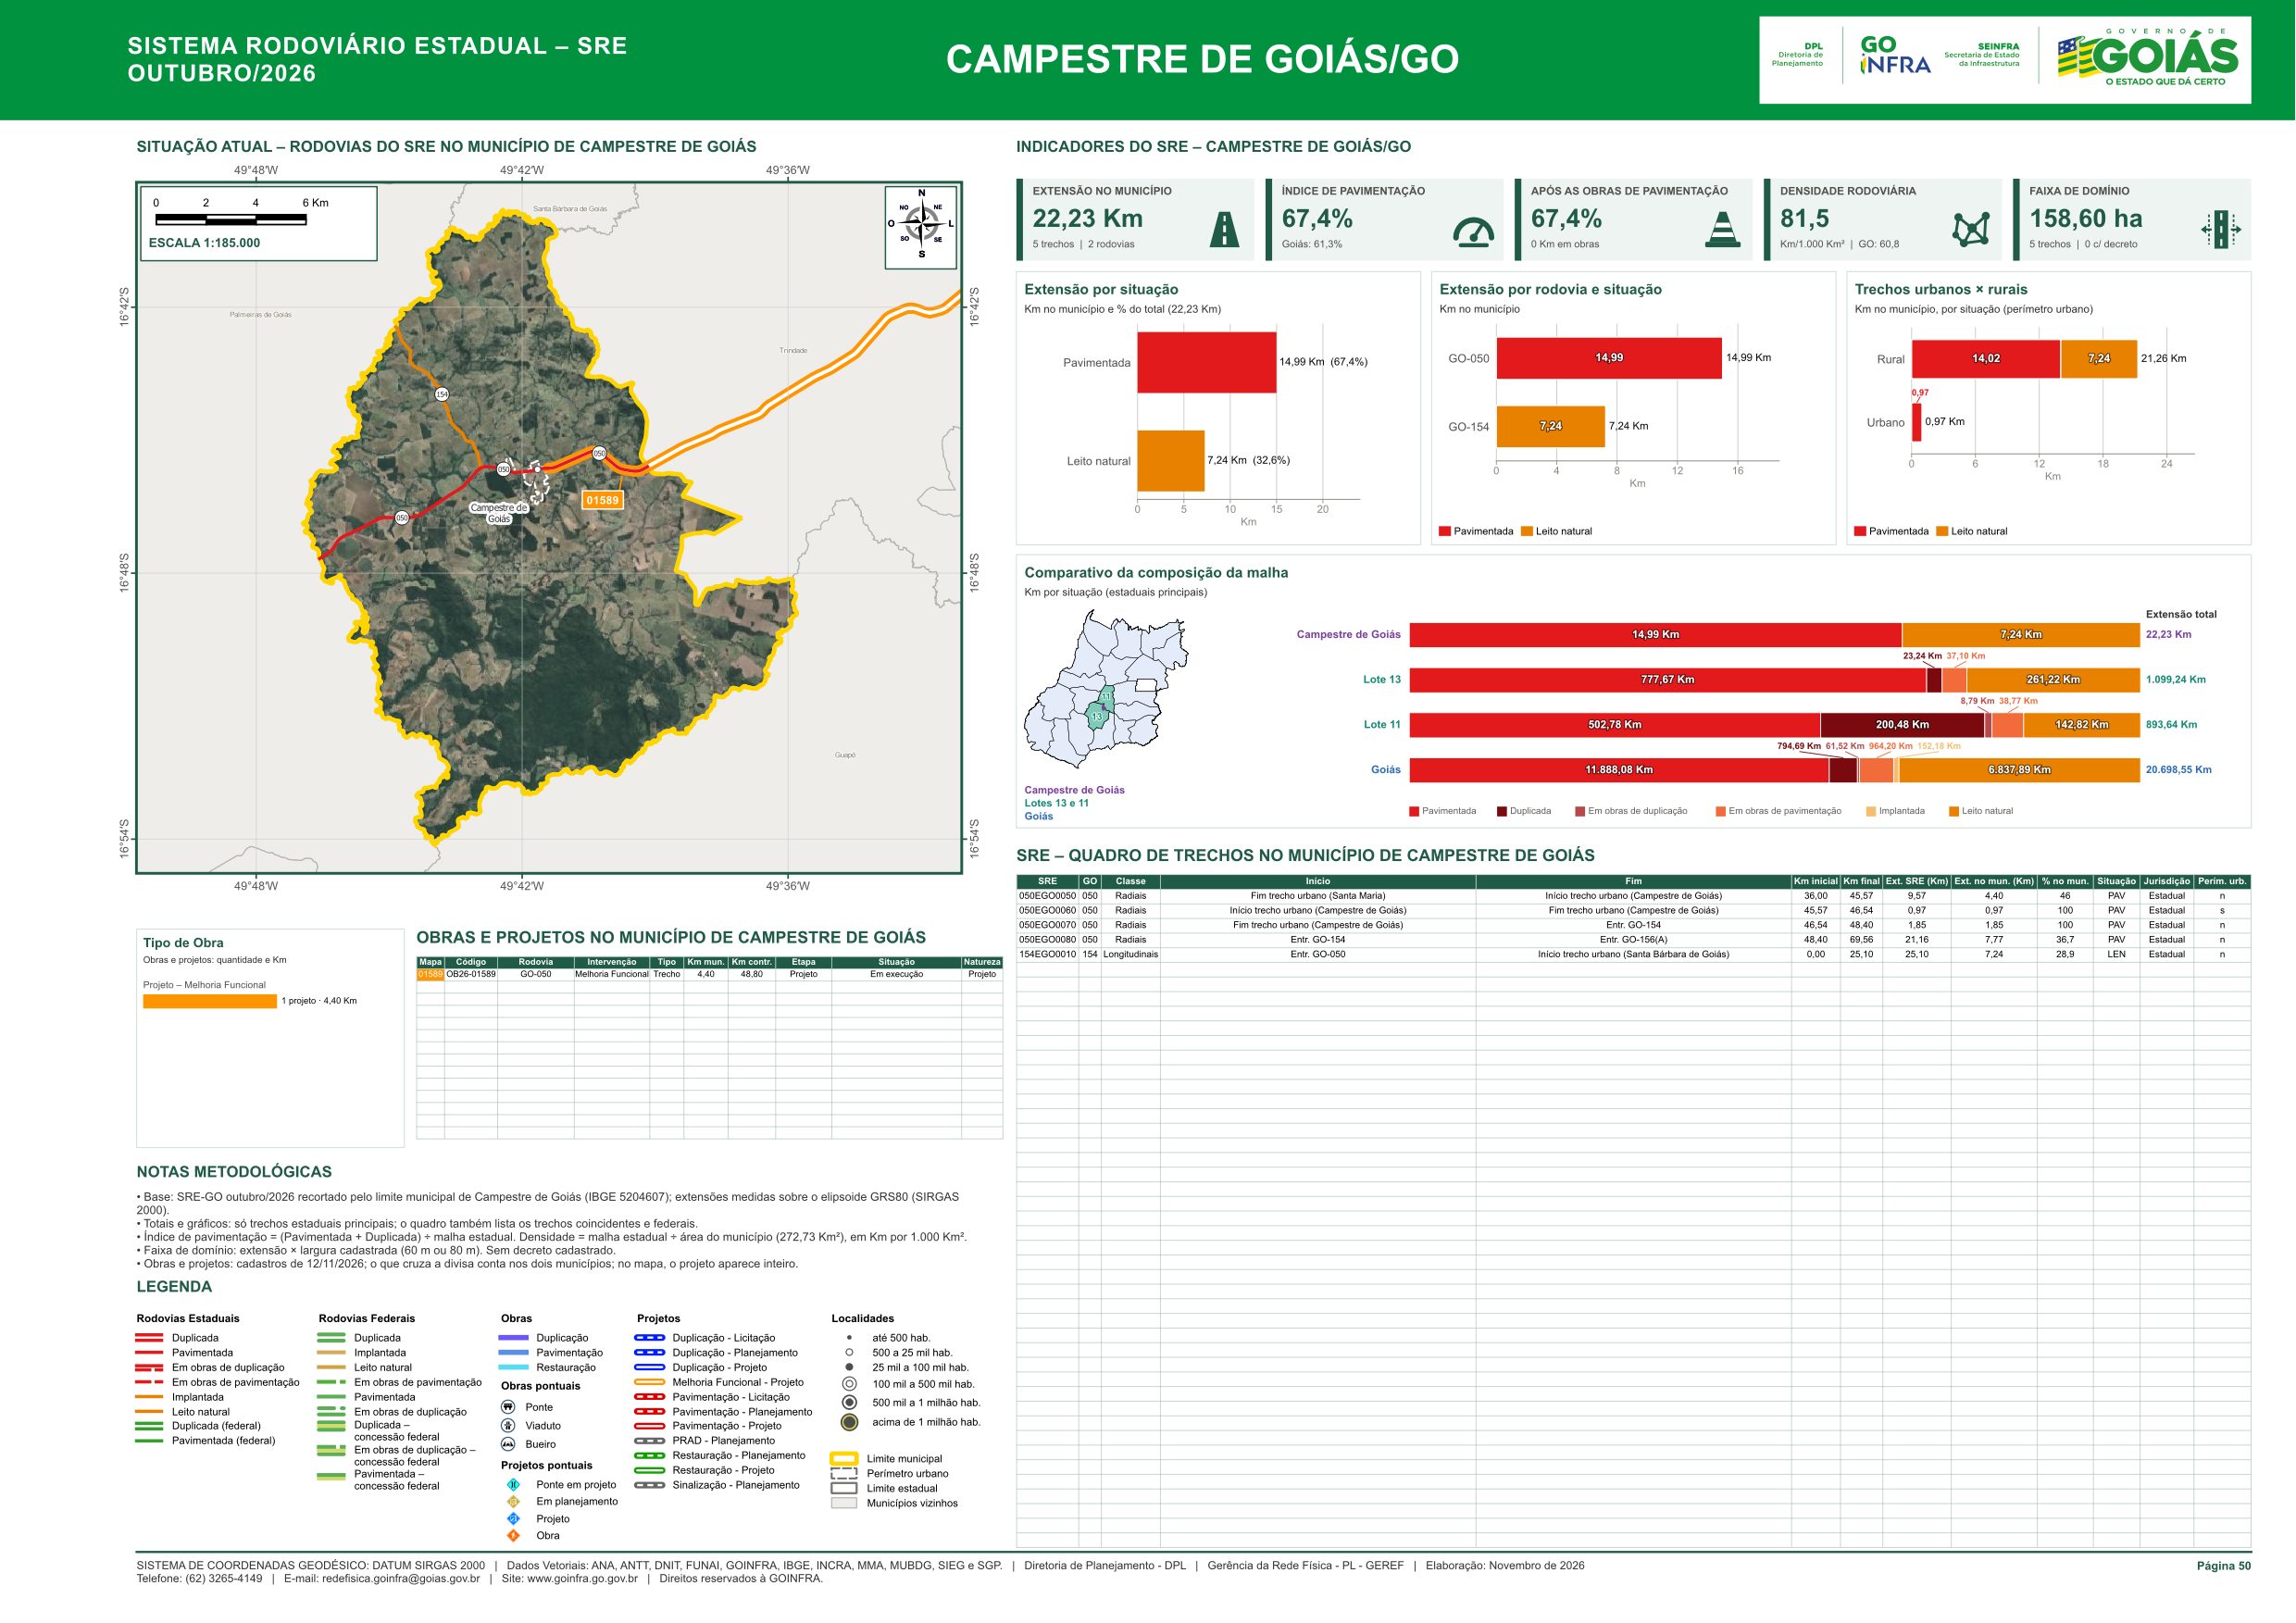 SISTEMA RODOVIÁRIO ESTADUAL – SRE
OUTUBRO/2026
CAMPESTRE DE GOIÁS/GO
DPL
Diretoria de
Planejamento
GO
iNFRA
SEINFRA
Secretaria de Estado
da Infraestrutura
GOVERNO DE
GOIÁS
O ESTADO QUE DÁ CERTO
SITUAÇÃO ATUAL – RODOVIAS DO SRE NO MUNICÍPIO DE CAMPESTRE DE GOIÁS
49°48'W 49°42'W 49°36'W
0 2 4 6 Km
ESCALA 1:185.000
N
NO NE
O L
SO SE
S
Santa Bárbara de Goiás
Palmeiras de Goiás
Trindade
16°42'S 16°42'S
154
050
050
01589
Campestre de
Goiás
050
16°48'S 16°48'S
Guapó
16°54'S 16°54'S
49°48'W 49°42'W 49°36'W
Tipo de Obra
Obras e projetos: quantidade e Km
Projeto – Melhoria Funcional
1 projeto · 4,40 Km
OBRAS E PROJETOS NO MUNICÍPIO DE CAMPESTRE DE GOIÁS
Mapa Código Rodovia Intervenção Tipo Km mun. Km contr. Etapa Situação Natureza
01589 OB26-01589 GO-050 Melhoria Funcional Trecho 4,40 48,80 Projeto Em execução Projeto
NOTAS METODOLÓGICAS
• Base: SRE-GO outubro/2026 recortado pelo limite municipal de Campestre de Goiás (IBGE 5204607); extensões medidas sobre o elipsoide GRS80 (SIRGAS
2000).
• Totais e gráficos: só trechos estaduais principais; o quadro também lista os trechos coincidentes e federais.
• Índice de pavimentação = (Pavimentada + Duplicada) ÷ malha estadual. Densidade = malha estadual ÷ área do município (272,73 Km²), em Km por 1.000 Km².
• Faixa de domínio: extensão × largura cadastrada (60 m ou 80 m). Sem decreto cadastrado.
• Obras e projetos: cadastros de 12/11/2026; o que cruza a divisa conta nos dois municípios; no mapa, o projeto aparece inteiro.
LEGENDA
Rodovias Estaduais
Duplicada
Pavimentada
Em obras de duplicação
Em obras de pavimentação
Implantada
Leito natural
Duplicada (federal)
Pavimentada (federal)
Rodovias Federais
Duplicada
Implantada
Leito natural
Em obras de pavimentação
Pavimentada
Em obras de duplicação
Duplicada –
concessão federal
Em obras de duplicação –
concessão federal
Pavimentada –
concessão federal
Obras
Duplicação
Pavimentação
Restauração
Obras pontuais
Ponte
Viaduto
Bueiro
Projetos pontuais
Ponte em projeto
Em planejamento
Projeto
Obra
Projetos
Duplicação - Licitação
Duplicação - Planejamento
Duplicação - Projeto
Melhoria Funcional - Projeto
Pavimentação - Licitação
Pavimentação - Planejamento
Pavimentação - Projeto
PRAD - Planejamento
Restauração - Planejamento
Restauração - Projeto
Sinalização - Planejamento
Localidades
até 500 hab.
500 a 25 mil hab.
25 mil a 100 mil hab.
100 mil a 500 mil hab.
500 mil a 1 milhão hab.
acima de 1 milhão hab.
Limite municipal
Perímetro urbano
Limite estadual
Municípios vizinhos
INDICADORES DO SRE – CAMPESTRE DE GOIÁS/GO
EXTENSÃO NO MUNICÍPIO
22,23 Km
5 trechos | 2 rodovias
ÍNDICE DE PAVIMENTAÇÃO
67,4%
Goiás: 61,3%
APÓS AS OBRAS DE PAVIMENTAÇÃO
67,4%
0 Km em obras
DENSIDADE RODOVIÁRIA
81,5
Km/1.000 Km² | GO: 60,8
FAIXA DE DOMÍNIO
158,60 ha
5 trechos | 0 c/ decreto
Extensão por situação
Km no município e % do total (22,23 Km)
Pavimentada 14,99 Km (67,4%)
Leito natural 7,24 Km (32,6%)
0 5 10 15 20
Km
Extensão por rodovia e situação
Km no município
GO-050 14,99 14,99 Km
GO-154 7,24 7,24 Km
0 4 8 12 16
Km
Pavimentada Leito natural
Trechos urbanos × rurais
Km no município, por situação (perímetro urbano)
Rural 14,02 7,24 21,26 Km
0,97
Urbano 0,97 Km
0 6 12 18 24
Km
Pavimentada Leito natural
Comparativo da composição da malha
Km por situação (estaduais principais)
11
13
Campestre de Goiás
Lotes 13 e 11
Goiás
Extensão total
Campestre de Goiás 14,99 Km 7,24 Km 22,23 Km
23,24 Km 37,10 Km
Lote 13 777,67 Km 261,22 Km 1.099,24 Km
8,79 Km 38,77 Km
Lote 11 502,78 Km 200,48 Km 142,82 Km 893,64 Km
794,69 Km 61,52 Km 964,20 Km 152,18 Km
Goiás 11.888,08 Km 6.837,89 Km 20.698,55 Km
Pavimentada Duplicada Em obras de duplicação Em obras de pavimentação Implantada Leito natural
SRE – QUADRO DE TRECHOS NO MUNICÍPIO DE CAMPESTRE DE GOIÁS
SRE GO Classe Início Fim Km inicial Km final Ext. SRE (Km) Ext. no mun. (Km) % no mun. Situação Jurisdição Perím. urb.
050EGO0050 050 Radiais Fim trecho urbano (Santa Maria) Início trecho urbano (Campestre de Goiás) 36,00 45,57 9,57 4,40 46 PAV Estadual n
050EGO0060 050 Radiais Início trecho urbano (Campestre de Goiás) Fim trecho urbano (Campestre de Goiás) 45,57 46,54 0,97 0,97 100 PAV Estadual s
050EGO0070 050 Radiais Fim trecho urbano (Campestre de Goiás) Entr. GO-154 46,54 48,40 1,85 1,85 100 PAV Estadual n
050EGO0080 050 Radiais Entr. GO-154 Entr. GO-156(A) 48,40 69,56 21,16 7,77 36,7 PAV Estadual n
154EGO0010 154 Longitudinais Entr. GO-050 Início trecho urbano (Santa Bárbara de Goiás) 0,00 25,10 25,10 7,24 28,9 LEN Estadual n
SISTEMA DE COORDENADAS GEODÉSICO: DATUM SIRGAS 2000 | Dados Vetoriais: ANA, ANTT, DNIT, FUNAI, GOINFRA, IBGE, INCRA, MMA, MUBDG, SIEG e SGP. | Diretoria de Planejamento - DPL | Gerência da Rede Física - PL - GEREF | Elaboração: Novembro de 2026
Página 50
Telefone: (62) 3265-4149 | E-mail: redefisica.goinfra@goias.gov.br | Site: www.goinfra.go.gov.br | Direitos reservados à GOINFRA.